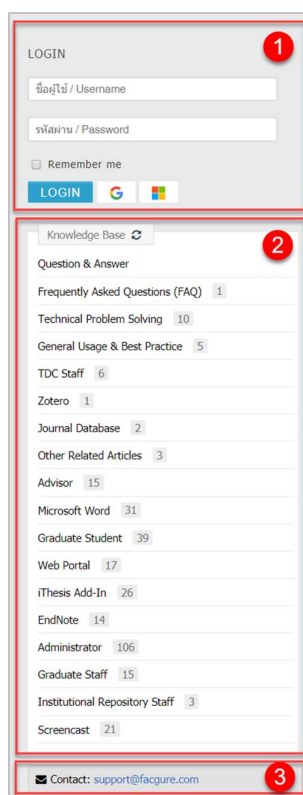 1
LOGIN
ชื่อผู้ใช้ / Username
รหัสผ่าน / Password
Remember me
LOGIN G
Knowledge Base
2
Question & Answer
Frequently Asked Questions (FAQ) 1
Technical Problem Solving 10
General Usage & Best Practice 5
TDC Staff 6
Zotero 1
Journal Database 2
Other Related Articles 3
Advisor 15
Microsoft Word 31
Graduate Student 39
Web Portal 17
iThesis Add-In 26
EndNote 14
Administrator 106
Graduate Staff 15
Institutional Repository Staff 3
Screencast 21
Contact: support@facgure.com 3